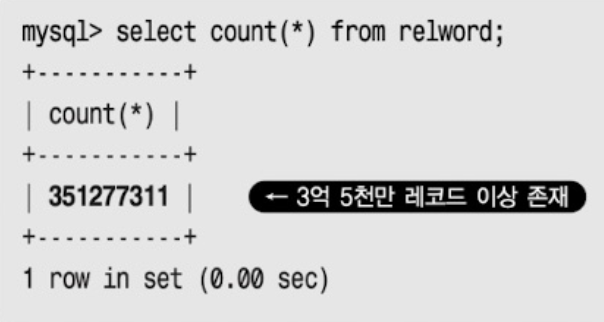 mysql> select count(*) from relword;
+-----------+
| count(*) |
+-----------+
| 351277311 | ← 3억 5천만 레코드 이상 존재
+-----------+
1 row in set (0.00 sec)